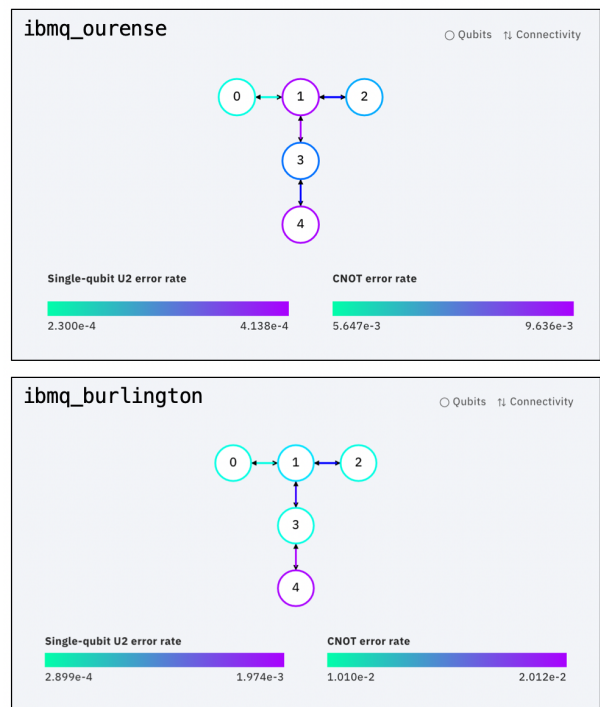 ibmq_ourense
Qubits Connectivity
0 1 2
3
4
Single-qubit U2 error rate CNOT error rate
2.300e-4 4.138e-4 5.647e-3 9.636e-3
ibmq_burlington
Qubits Connectivity
0 1 2
3
4
Single-qubit U2 error rate CNOT error rate
2.899e-4 1.974e-3 1.010e-2 2.012e-2